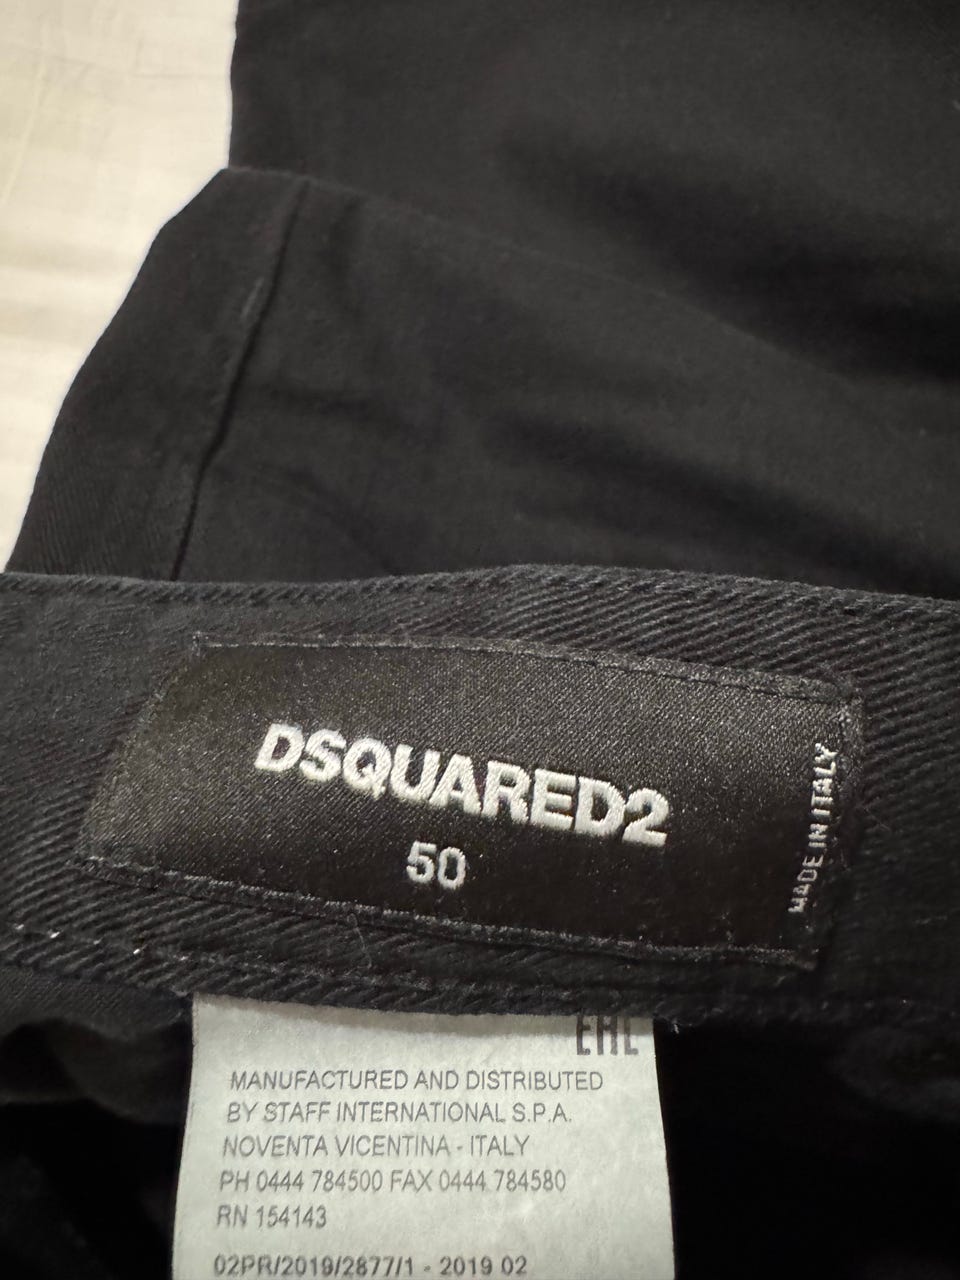 DSQUARED2
50
MADE IN ITALY
EAC
MANUFACTURED AND DISTRIBUTED
BY STAFF INTERNATIONAL S.P.A.
NOVENTA VICENTINA - ITALY
PH 0444 784500 FAX 0444 784580
RN 154143
02PR/2019/2877/1 - 2019 02